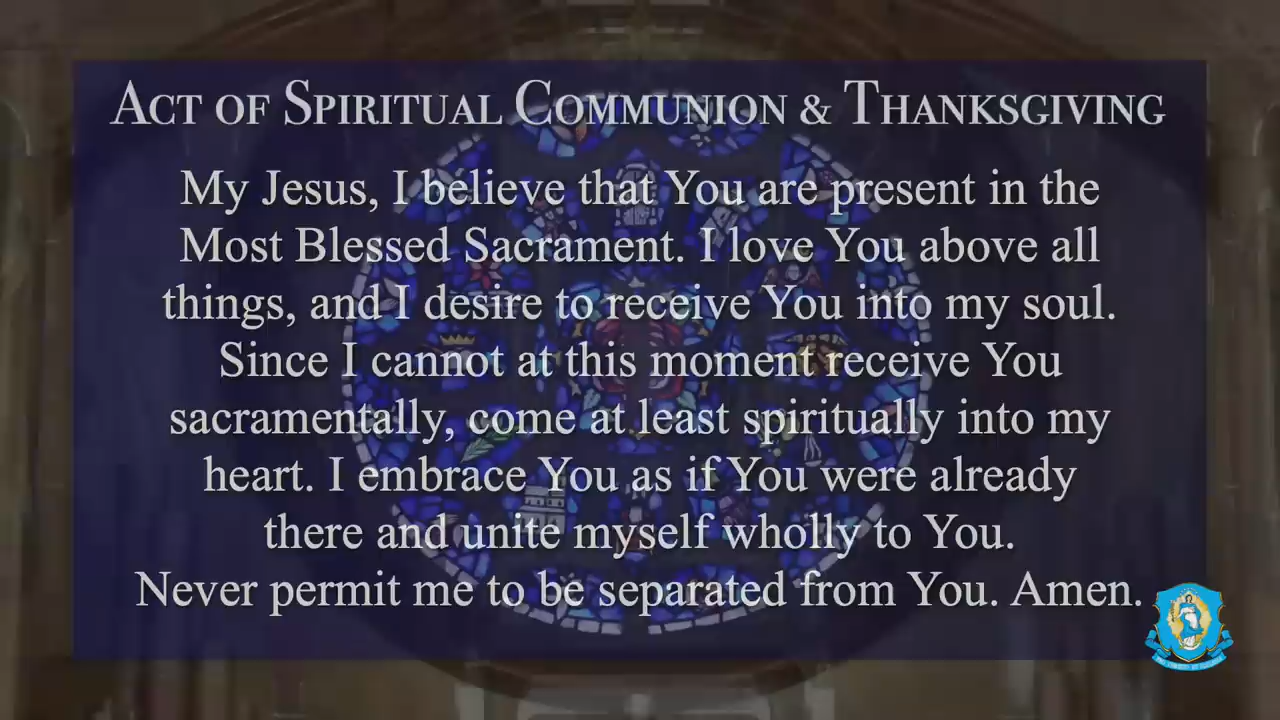 ACT OF SPIRITUAL COMMUNION & THANKSGIVING
My Jesus, I believe that You are present in the
Most Blessed Sacrament. I love You above all
things, and I desire to receive You into my soul.
Since I cannot at this moment receive You
sacramentally, come at least spiritually into my
heart. I embrace You as if You were already
there and unite myself wholly to You.
Never permit me to be separated from You. Amen.